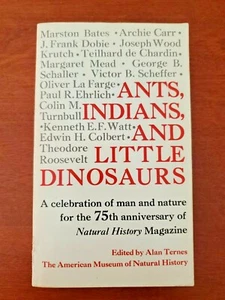 Marston Bates • Archie Carr •
J. Frank Dobie • Joseph Wood
Krutch • Teilhard de Chardin •
Margaret Mead • George B.
Schaller • Victor B. Scheffer •
Oliver La Farge • ANTS,
Paul R. Ehrlich •
Colin M. INDIANS,
Turnbull
• Kenneth E.F. Watt • AND
Edwin H. Colbert •
Theodore LITTLE
Roosevelt DINOSAURS
A celebration of man and nature
for the 75th anniversary of
Natural History Magazine
Edited by Alan Ternes
The American Museum of Natural History